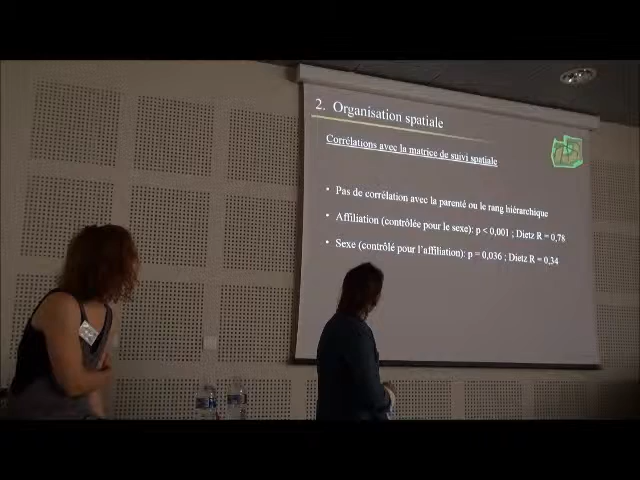 2. Organisation spatiale
Corrélations avec la matrice de suivi spatiale
• Pas de corrélation avec la parenté ou le rang hiérarchique
• Affiliation (contrôlée pour le sexe): p < 0,001 ; Dietz R = 0,78
• Sexe (contrôlé pour l'affiliation): p = 0,036 ; Dietz R = 0,34